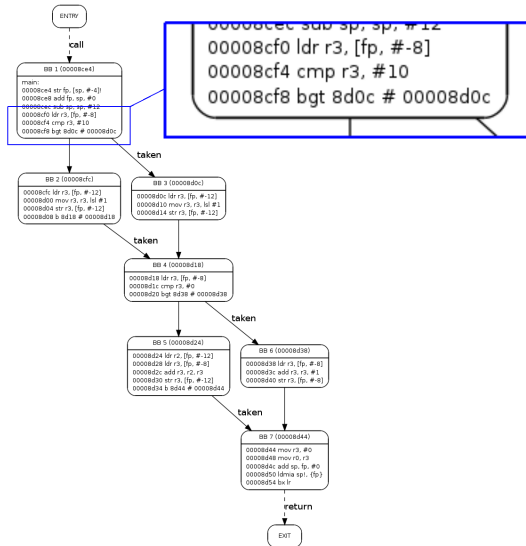 ENTRY
call
BB 1 (00008ce4)
main:
00008ce4 str fp, [sp, #-4]!
00008ce8 add fp, sp, #0
00008cec sub sp, sp, #12
00008cf0 ldr r3, [fp, #-8]
00008cf4 cmp r3, #10
00008cf8 bgt 8d0c # 00008d0c
00008cec sub sp, sp, #12
00008cf0 ldr r3, [fp, #-8]
00008cf4 cmp r3, #10
00008cf8 bgt 8d0c # 00008d0c
taken
BB 2 (00008cfc)
00008cfc ldr r3, [fp, #-12]
00008d00 mov r3, r3, lsl #1
00008d04 str r3, [fp, #-12]
00008d08 b 8d18 # 00008d18
BB 3 (00008d0c)
00008d0c ldr r3, [fp, #-12]
00008d10 mov r3, r3, lsl #1
00008d14 str r3, [fp, #-12]
taken
BB 4 (00008d18)
00008d18 ldr r3, [fp, #-8]
00008d1c cmp r3, #0
00008d20 bgt 8d38 # 00008d38
taken
BB 5 (00008d24)
00008d24 ldr r2, [fp, #-12]
00008d28 ldr r3, [fp, #-8]
00008d2c add r3, r2, r3
00008d30 str r3, [fp, #-12]
00008d34 b 8d44 # 00008d44
BB 6 (00008d38)
00008d38 ldr r3, [fp, #-8]
00008d3c add r3, r3, #1
00008d40 str r3, [fp, #-8]
taken
BB 7 (00008d44)
00008d44 mov r3, #0
00008d48 mov r0, r3
00008d4c add sp, fp, #0
00008d50 ldmia sp!, {fp}
00008d54 bx lr
return
EXIT